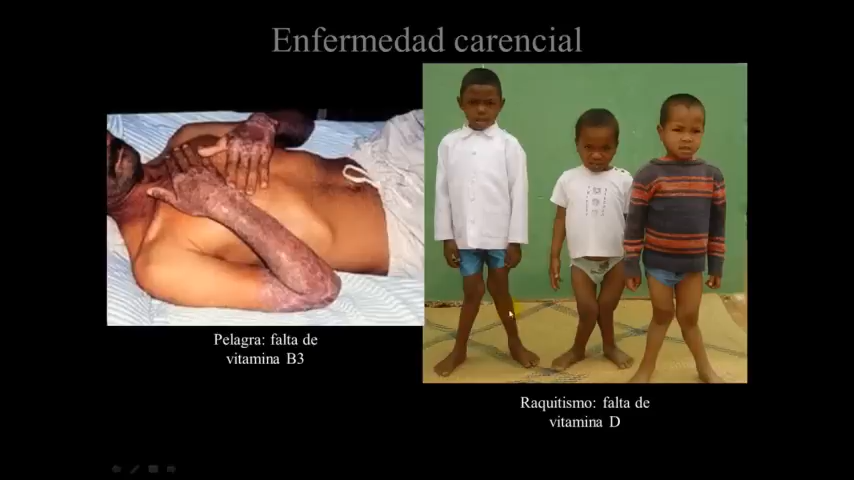 Enfermedad carencial
Pelagra: falta de
vitamina B3
Raquitismo: falta de
vitamina D